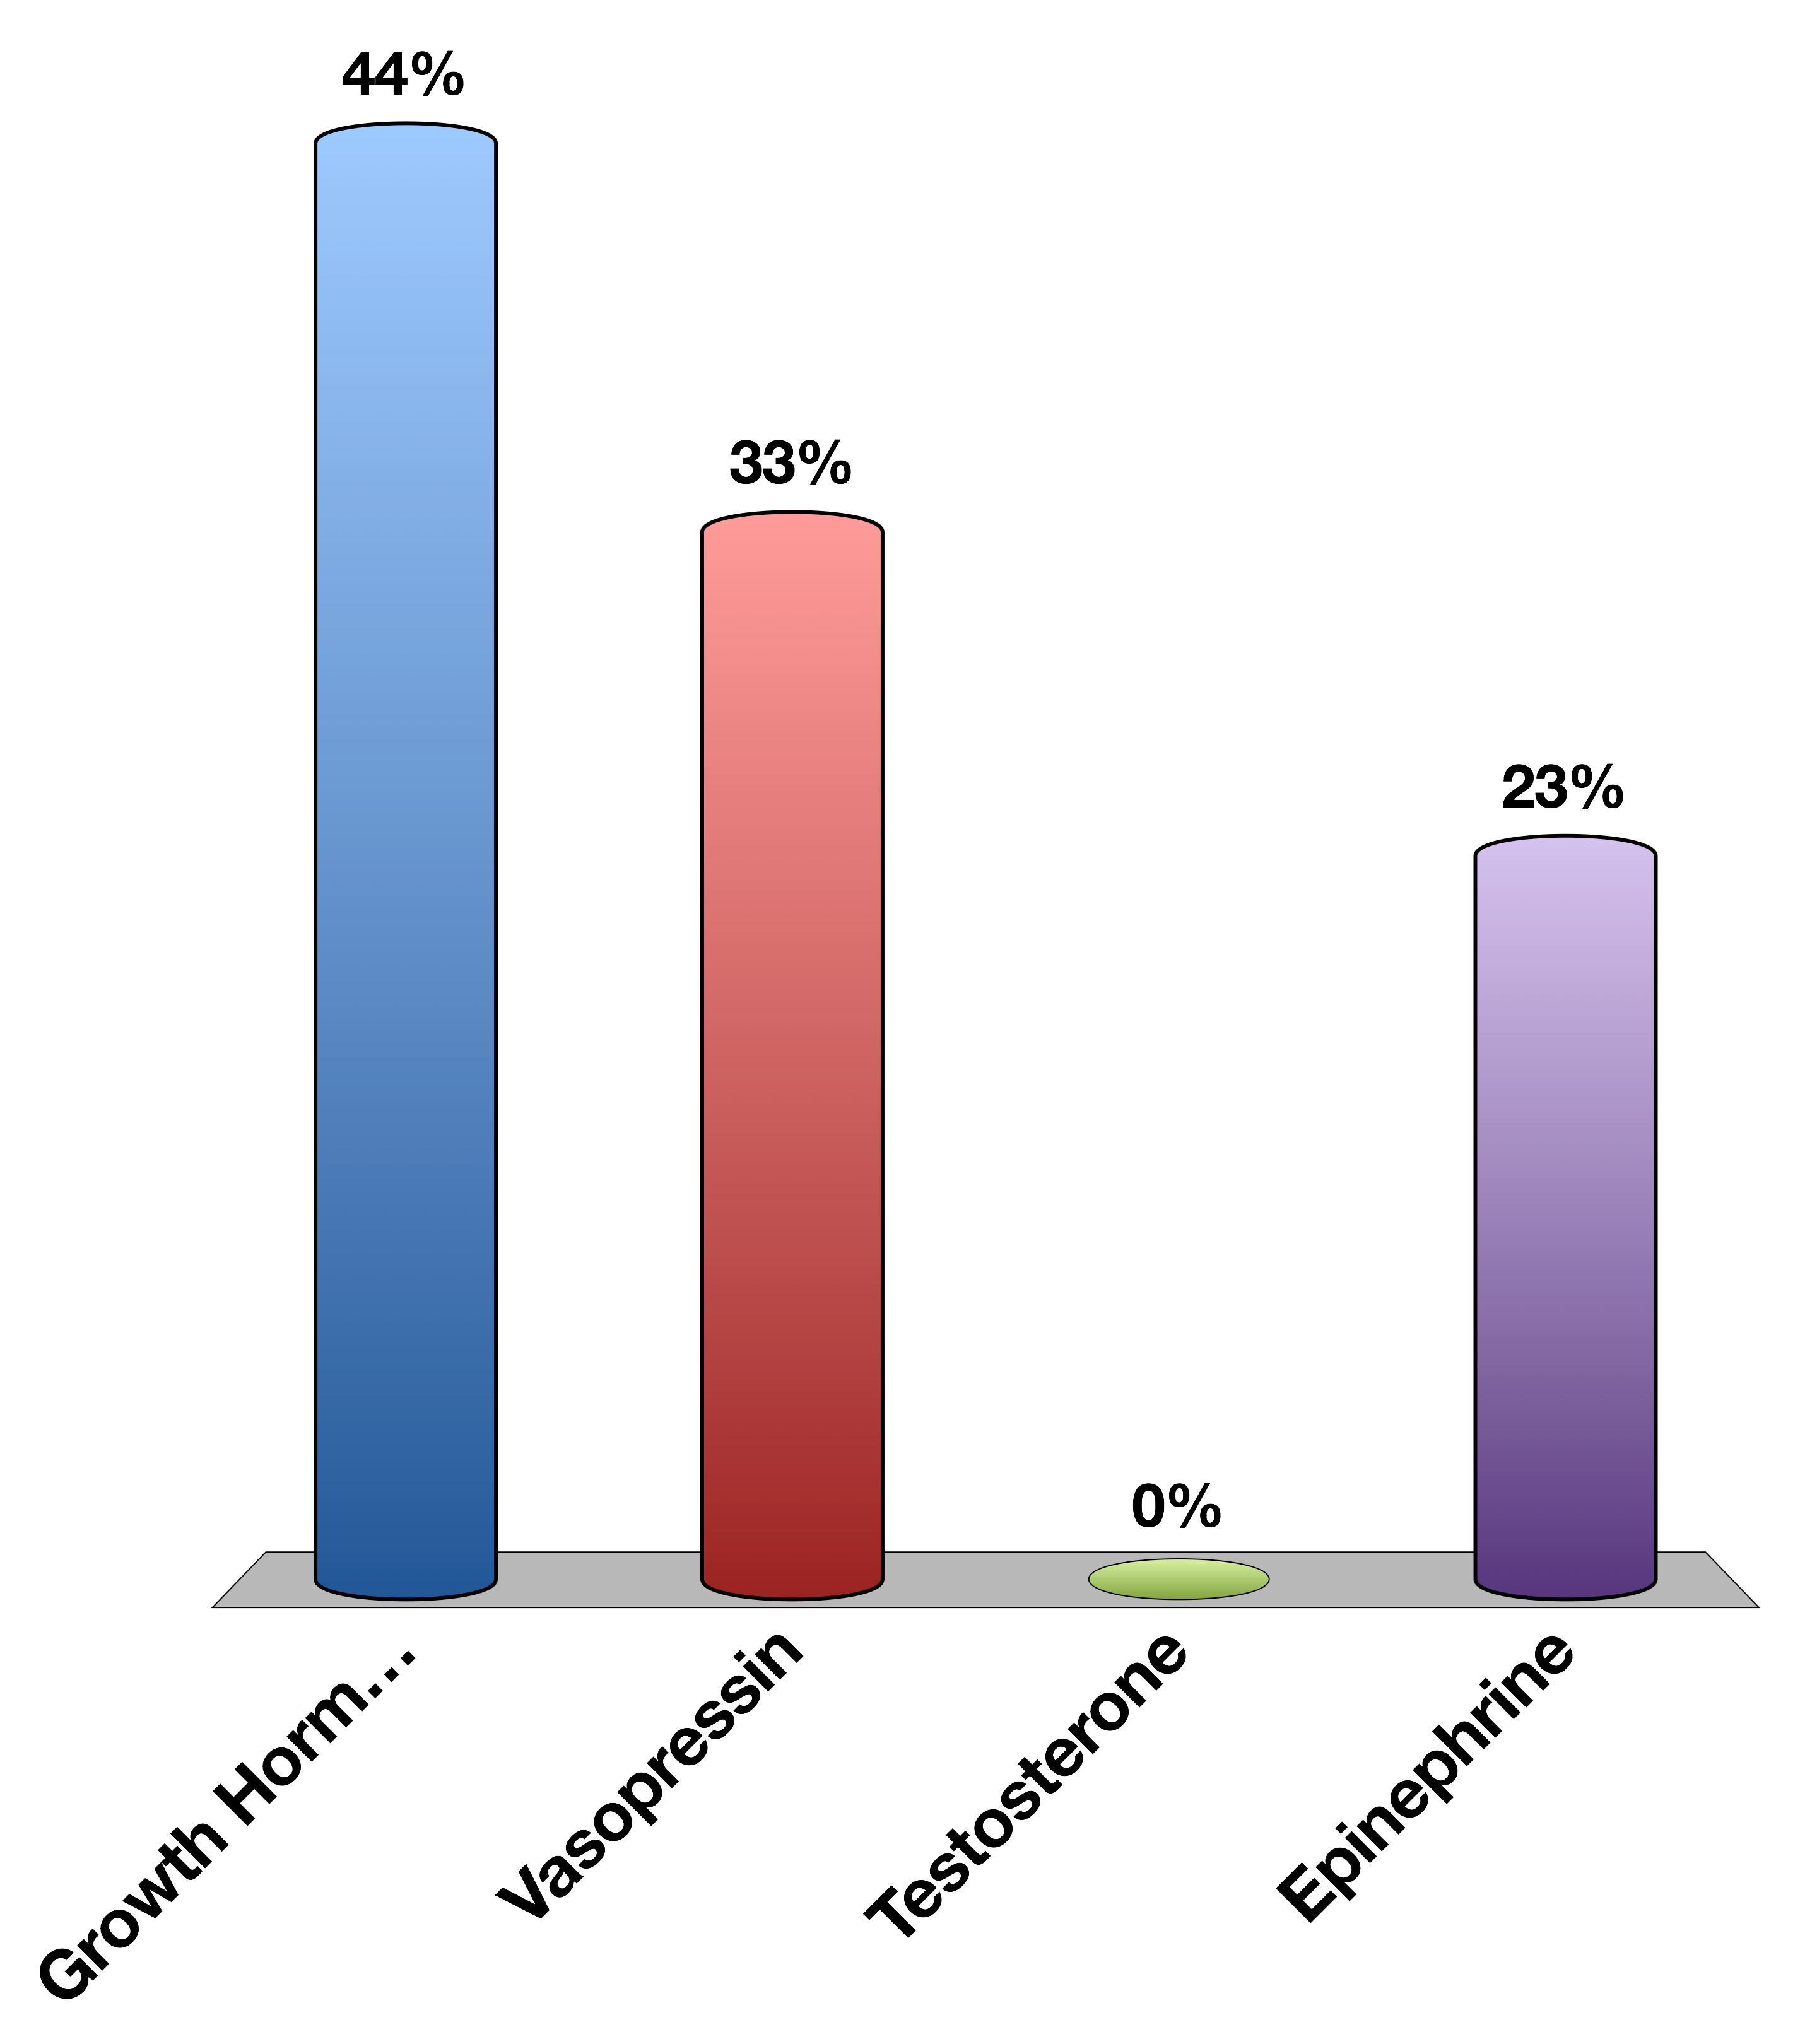 44%
33%
23%
0%
Growth Horm...
Vasopressin
Testosterone
Epinephrine